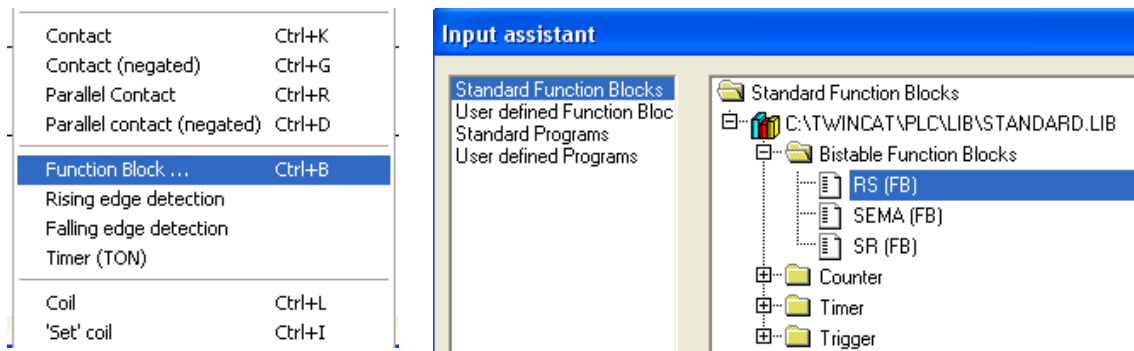 Contact Ctrl+K
Contact (negated) Ctrl+G
Parallel Contact Ctrl+R
Parallel contact (negated) Ctrl+D
Function Block ... Ctrl+B
Rising edge detection
Falling edge detection
Timer (TON)
Coil Ctrl+L
'Set' coil Ctrl+I
Input assistant
Standard Function Blocks
User defined Function Bloc
Standard Programs
User defined Programs
Standard Function Blocks
C:\TWINCAT\PLC\LIB\STANDARD.LIB
Bistable Function Blocks
RS (FB)
SEMA (FB)
SR (FB)
Counter
Timer
Trigger